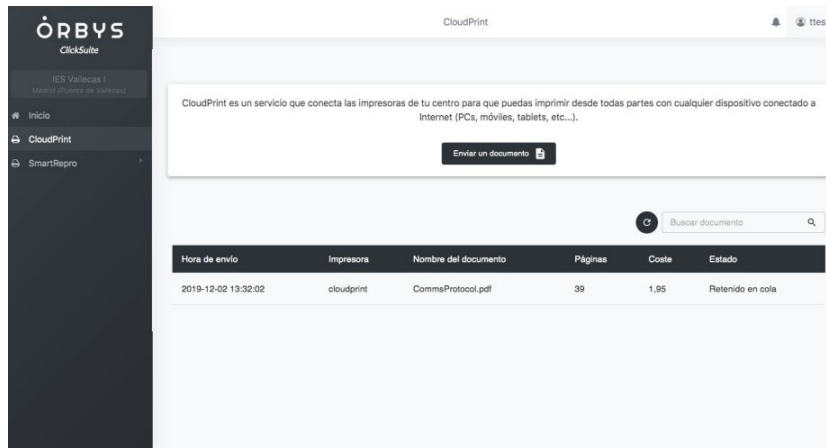 ÓRBYS
ClickSuite
IES Vallecas I
Madrid (Puente de Vallecas)
Inicio
CloudPrint
SmartRepro
CloudPrint
ttes
CloudPrint es un servicio que conecta las impresoras de tu centro para que puedas imprimir desde todas partes con cualquier dispositivo conectado a
Internet (PCs, móviles, tablets, etc...).
Enviar un documento
Buscar documento
Hora de envío Impresora Nombre del documento Páginas Coste Estado
2019-12-02 13:32:02 cloudprint CommsProtocol.pdf 39 1,95 Retenido en cola